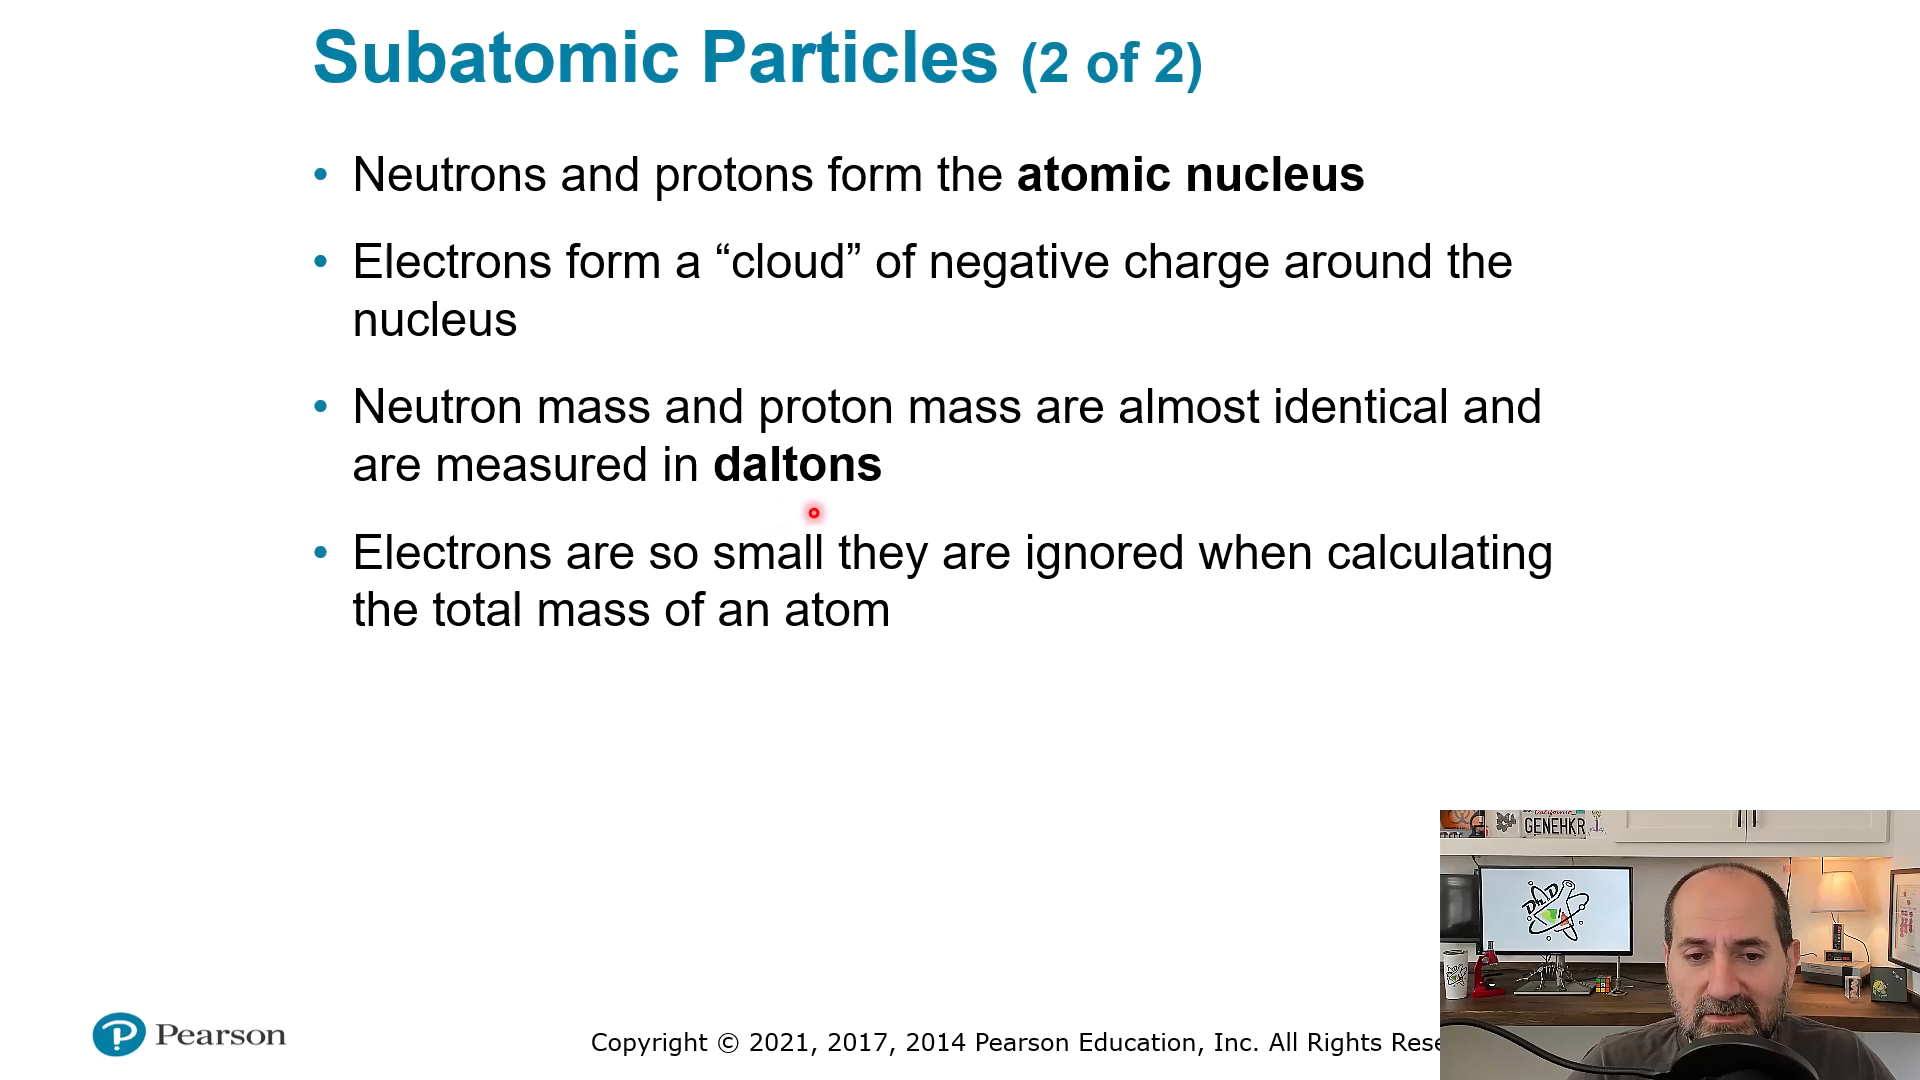 Subatomic Particles (2 of 2)
• Neutrons and protons form the atomic nucleus
• Electrons form a “cloud” of negative charge around the
nucleus
• Neutron mass and proton mass are almost identical and
are measured in daltons
• Electrons are so small they are ignored when calculating
the total mass of an atom
GENEHKR
Ph.D
Pearson
Copyright © 2021, 2017, 2014 Pearson Education, Inc. All Rights Rese